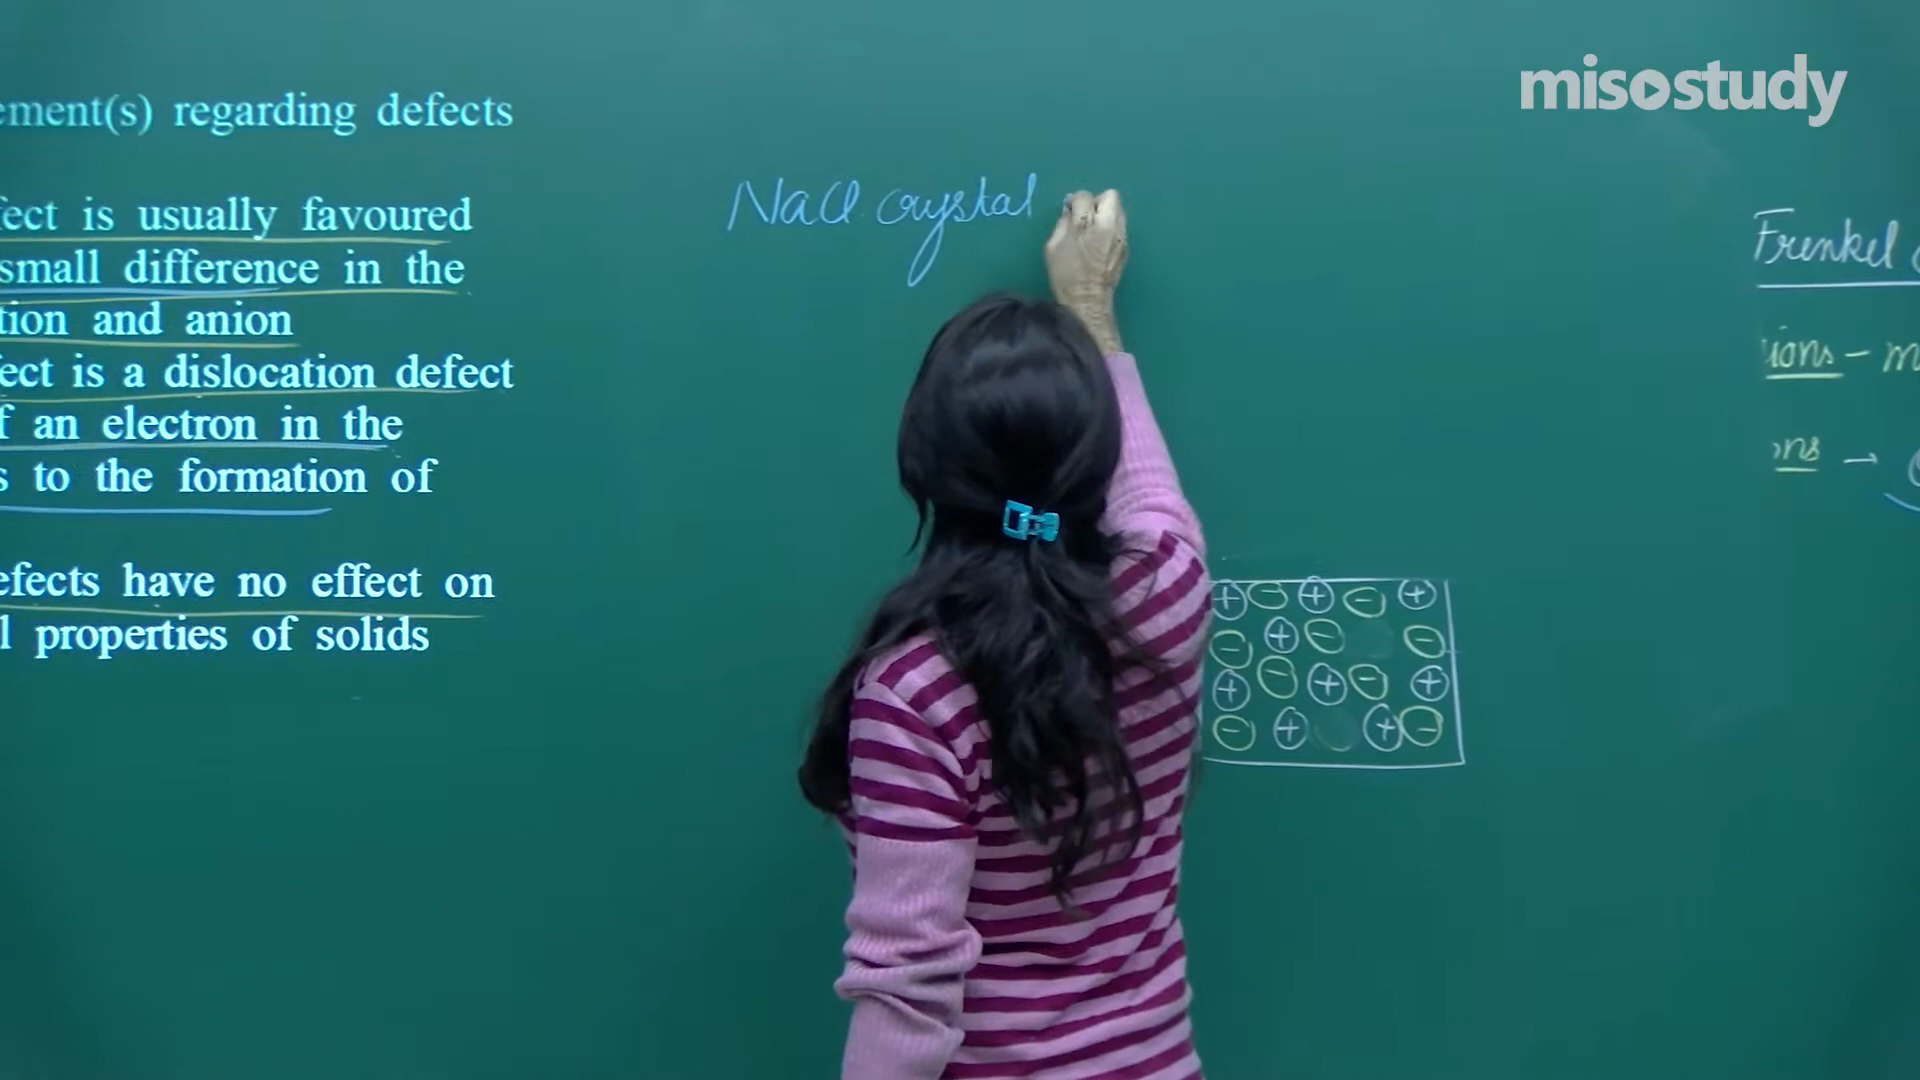 misostudy
ement(s) regarding defects
fect is usually favoured
small difference in the
tion and anion
ect is a dislocation defect
f an electron in the
s to the formation of
efects have no effect on
l properties of solids
NaCl crystal
Frenkel
ions – m
ons →
+ - + - +
- + - -
+ - + - +
- + + -